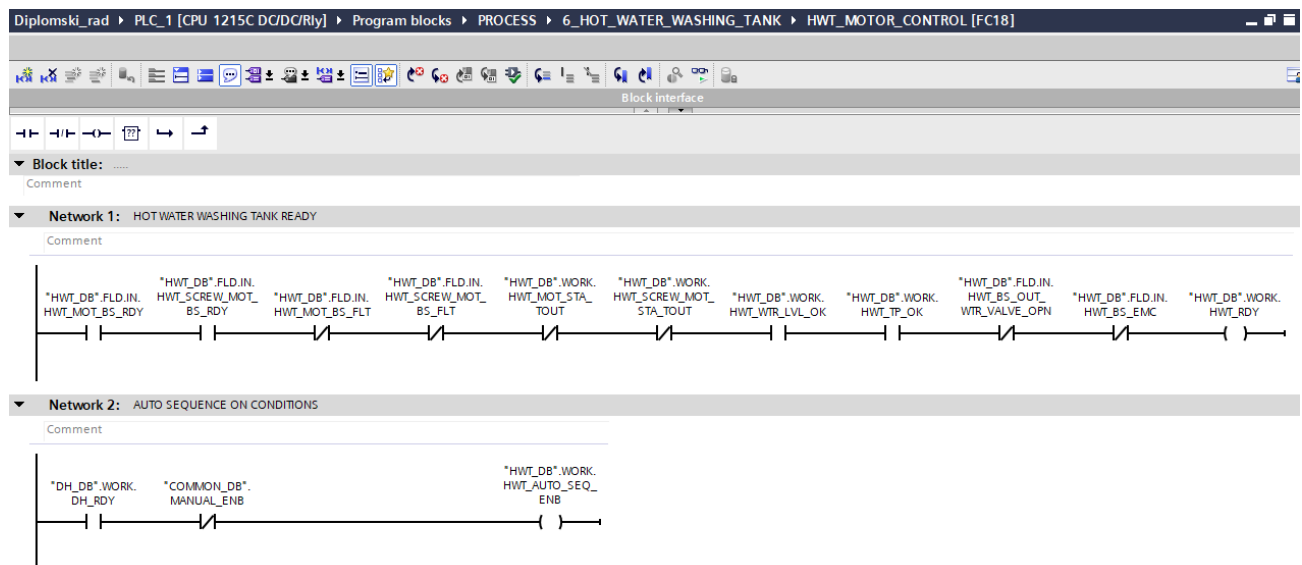 Diplomski_rad ▸ PLC_1 [CPU 1215C DC/DC/Rly] ▸ Program blocks ▸ PROCESS ▸ 6_HOT_WATER_WASHING_TANK ▸ HWT_MOTOR_CONTROL [FC18]
Block interface
??
Block title: .....
Comment
Network 1: HOT WATER WASHING TANK READY
Comment
"HWT_DB".FLD.IN.
HWT_MOT_BS_RDY
"HWT_DB".FLD.IN.
HWT_SCREW_MOT_
BS_RDY
"HWT_DB".FLD.IN.
HWT_MOT_BS_FLT
"HWT_DB".FLD.IN.
HWT_SCREW_MOT_
BS_FLT
"HWT_DB".WORK.
HWT_MOT_STA_
TOUT
"HWT_DB".WORK.
HWT_SCREW_MOT_
STA_TOUT
"HWT_DB".WORK.
HWT_WTR_LVL_OK
"HWT_DB".WORK.
HWT_TP_OK
"HWT_DB".FLD.IN.
HWT_BS_OUT_
WTR_VALVE_OPN
"HWT_DB".FLD.IN.
HWT_BS_EMC
"HWT_DB".WORK.
HWT_RDY
Network 2: AUTO SEQUENCE ON CONDITIONS
Comment
"DH_DB".WORK.
DH_RDY
"COMMON_DB".
MANUAL_ENB
"HWT_DB".WORK.
HWT_AUTO_SEQ_
ENB